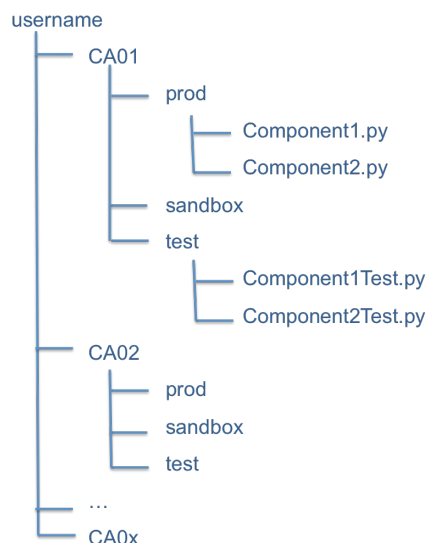 username
CA01
prod
Component1.py
Component2.py
sandbox
test
Component1Test.py
Component2Test.py
CA02
prod
sandbox
test
...
CA0x